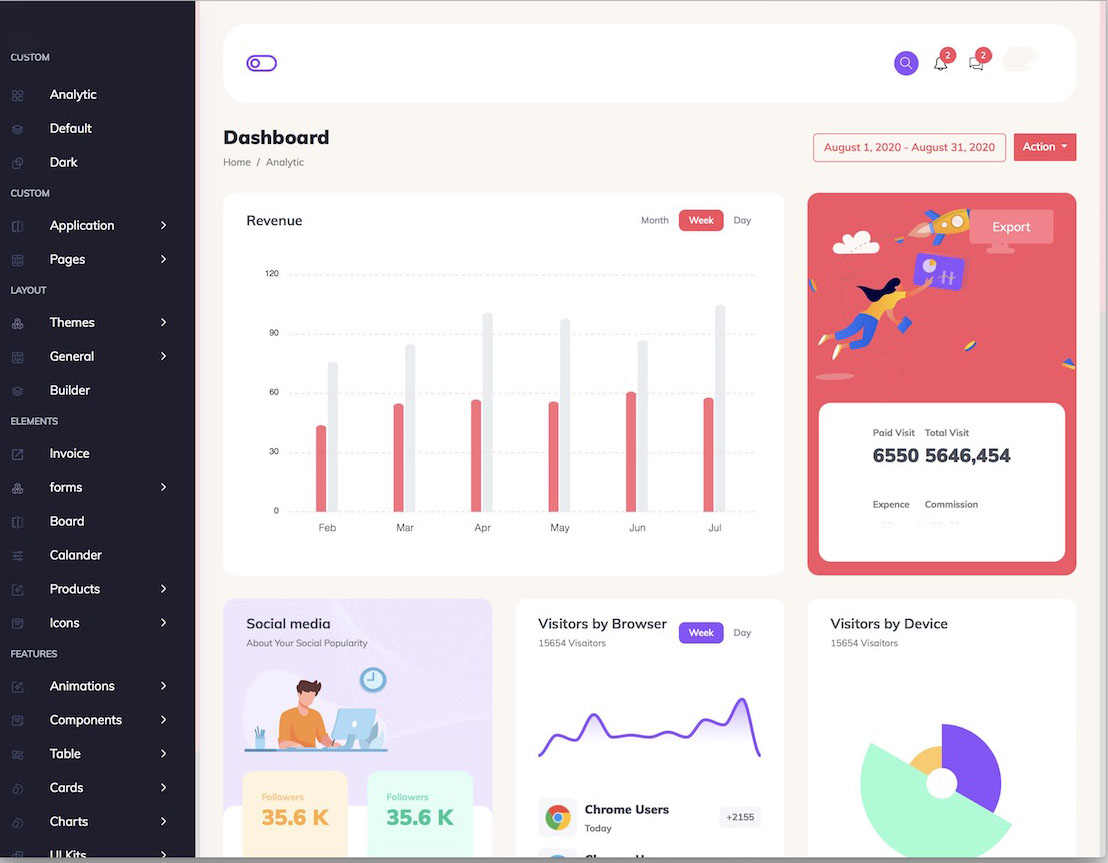 CUSTOM
Analytic
Default
Dark
CUSTOM
Application
Pages
LAYOUT
Themes
General
Builder
ELEMENTS
Invoice
forms
Board
Calander
Products
Icons
FEATURES
Animations
Components
Table
Cards
Charts
UI Kits
2
2
Dashboard
Home / Analytic
August 1, 2020 - August 31, 2020
Action
Revenue
Month Week Day
120
90
60
30
0
Feb Mar Apr May Jun Jul
Export
Paid Visit Total Visit
6550 5646,454
Expence Commission
Social media
About Your Social Popularity
Followers
35.6 K
Followers
35.6 K
Visitors by Browser
15654 Visaitors
Week Day
Chrome Users
Today
+2155
Visitors by Device
15654 Visaitors